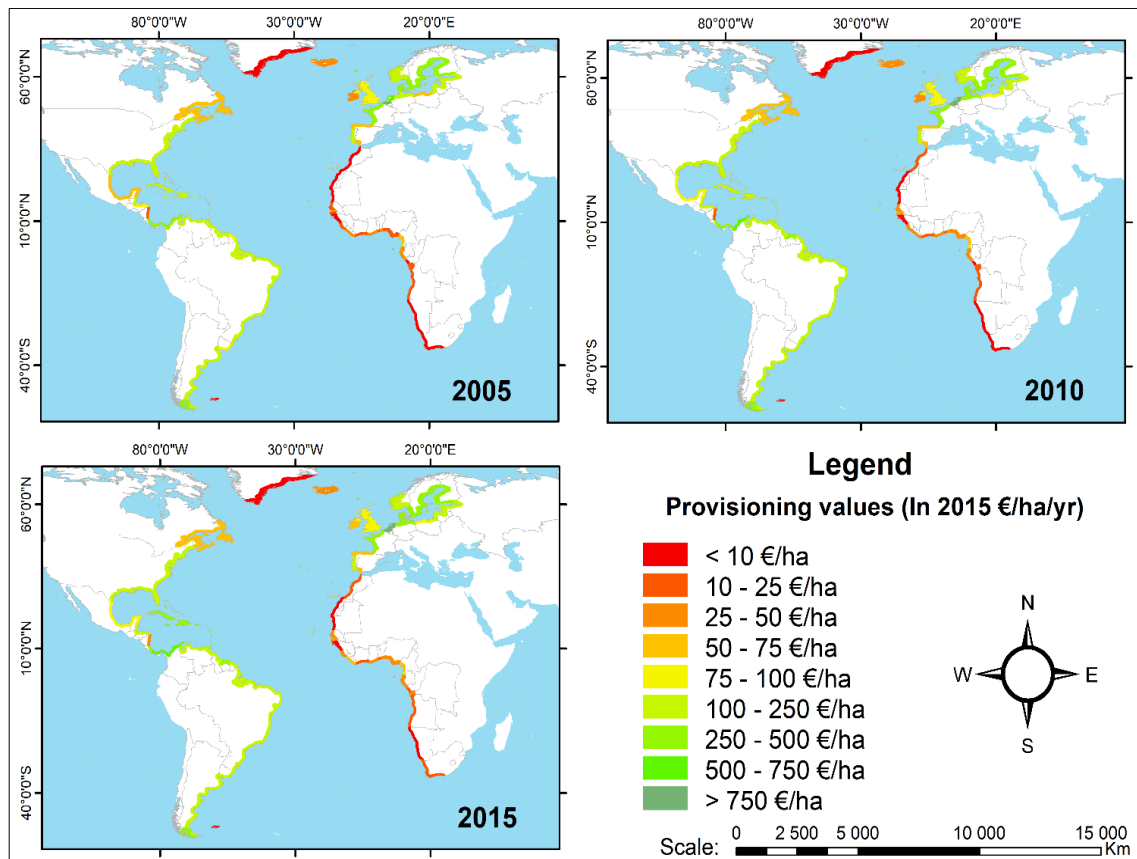 80°0'0"W 30°0'0"W 20°0'0"E
60°0'0"N
10°0'0"N
40°0'0"S
2005
80°0'0"W 30°0'0"W 20°0'0"E
60°0'0"N
10°0'0"N
40°0'0"S
2010
80°0'0"W 30°0'0"W 20°0'0"E
60°0'0"N
10°0'0"N
40°0'0"S
2015
Legend
Provisioning values (In 2015 €/ha/yr)
< 10 €/ha
10 - 25 €/ha
25 - 50 €/ha
50 - 75 €/ha
75 - 100 €/ha
100 - 250 €/ha
250 - 500 €/ha
500 - 750 €/ha
> 750 €/ha
N
W E
S
Scale: 0 2 500 5 000 10 000 15 000
Km